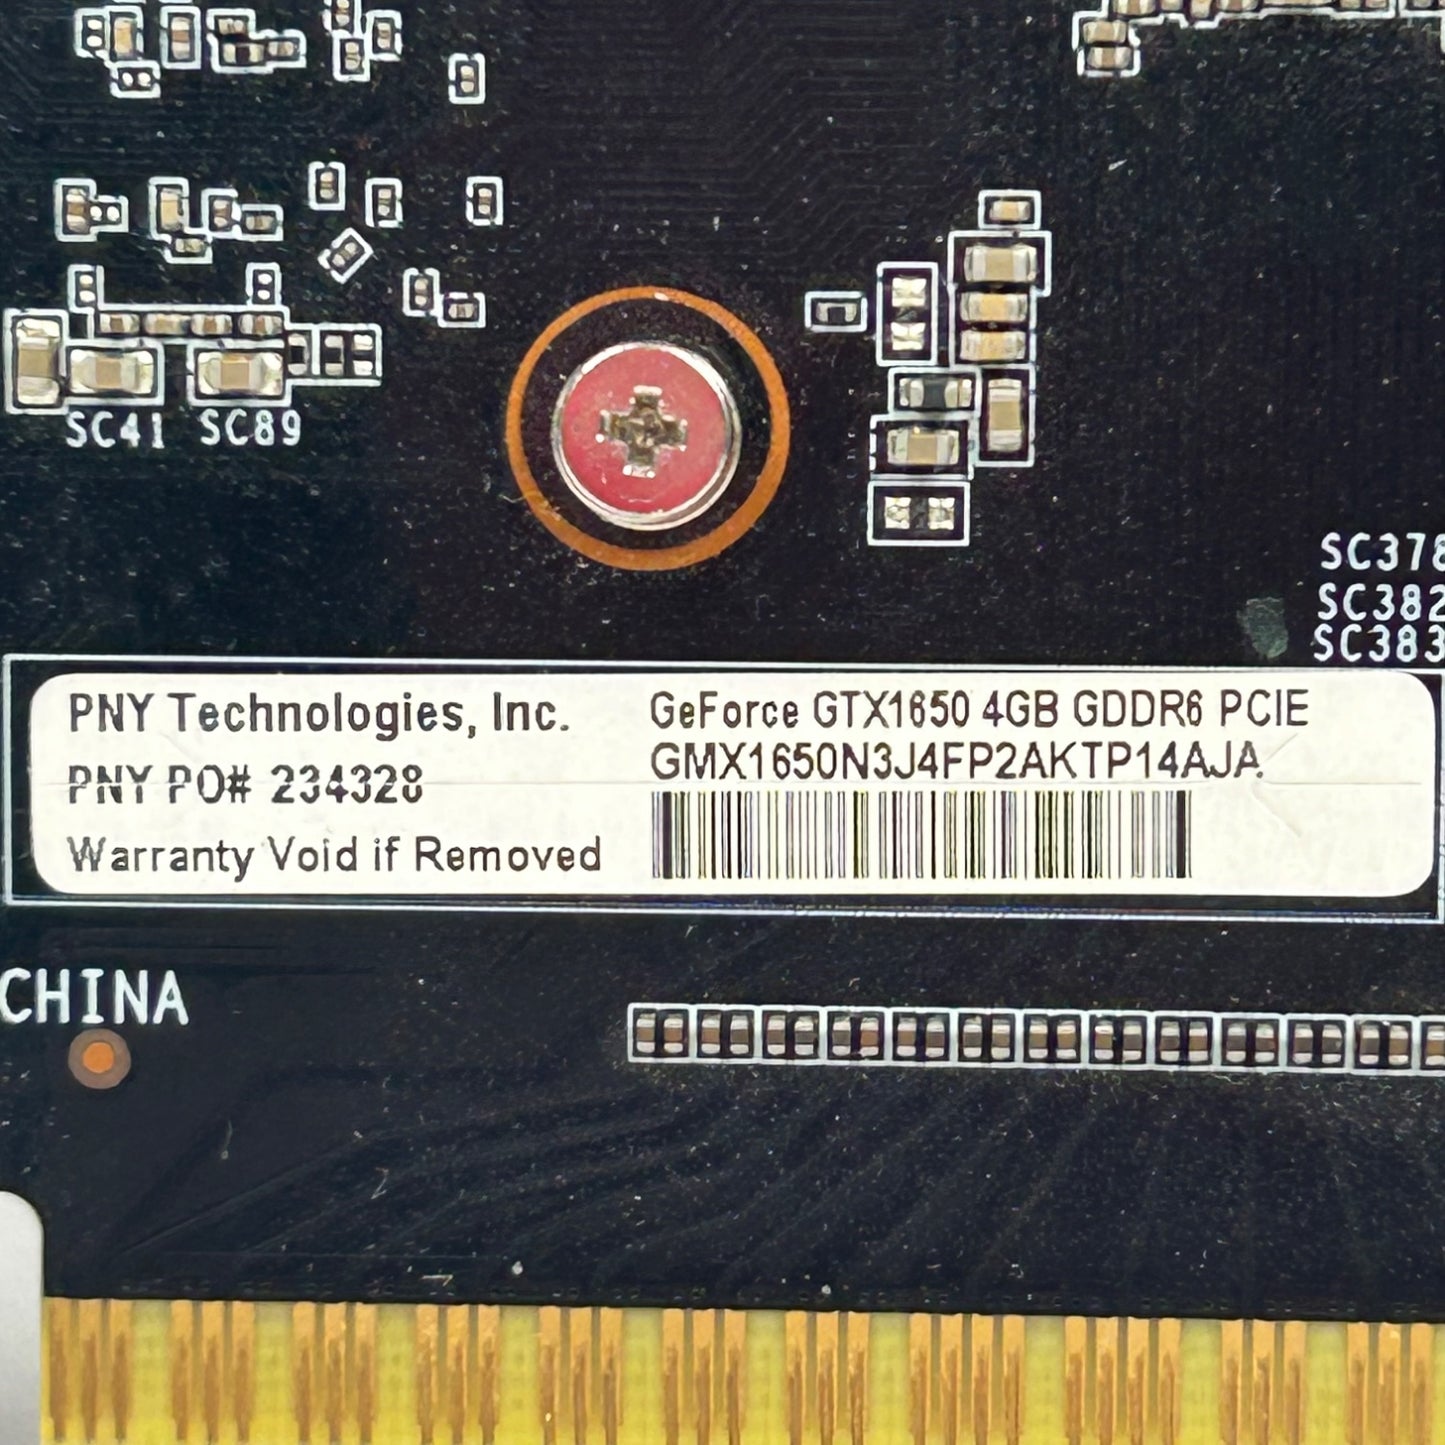 SC41 SC89
SC378
SC382
SC383
PNY Technologies, Inc.
PNY PO# 234328
Warranty Void if Removed
GeForce GTX1650 4GB GDDR6 PCIE
GMX1650N3J4FP2AKTP14AJA
CHINA